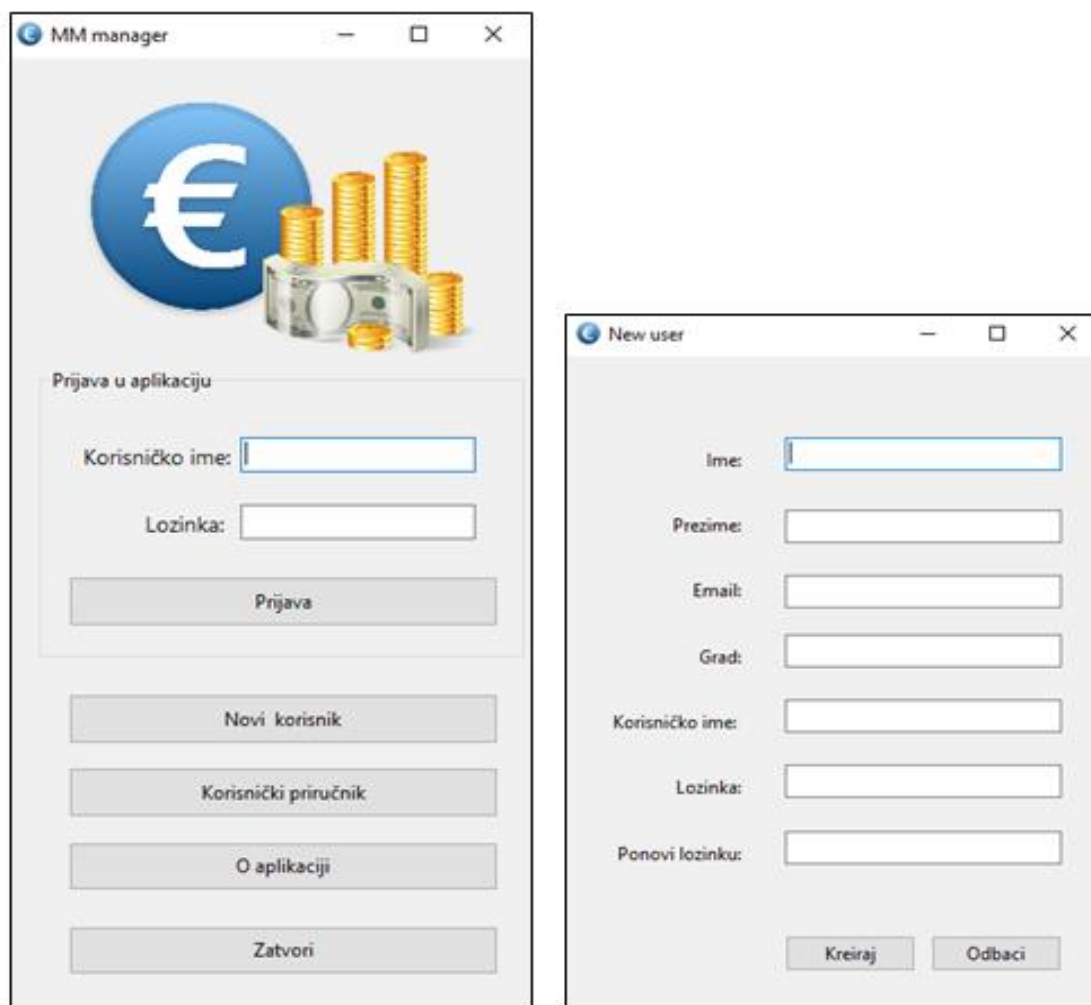 MM manager
€
Prijava u aplikaciju
Korisničko ime:
Lozinka:
Prijava
Novi korisnik
Korisnički priručnik
O aplikaciji
Zatvori
New user
Ime:
Prezime:
Email:
Grad:
Korisničko ime:
Lozinka:
Ponovi lozinku:
Kreiraj Odbaci